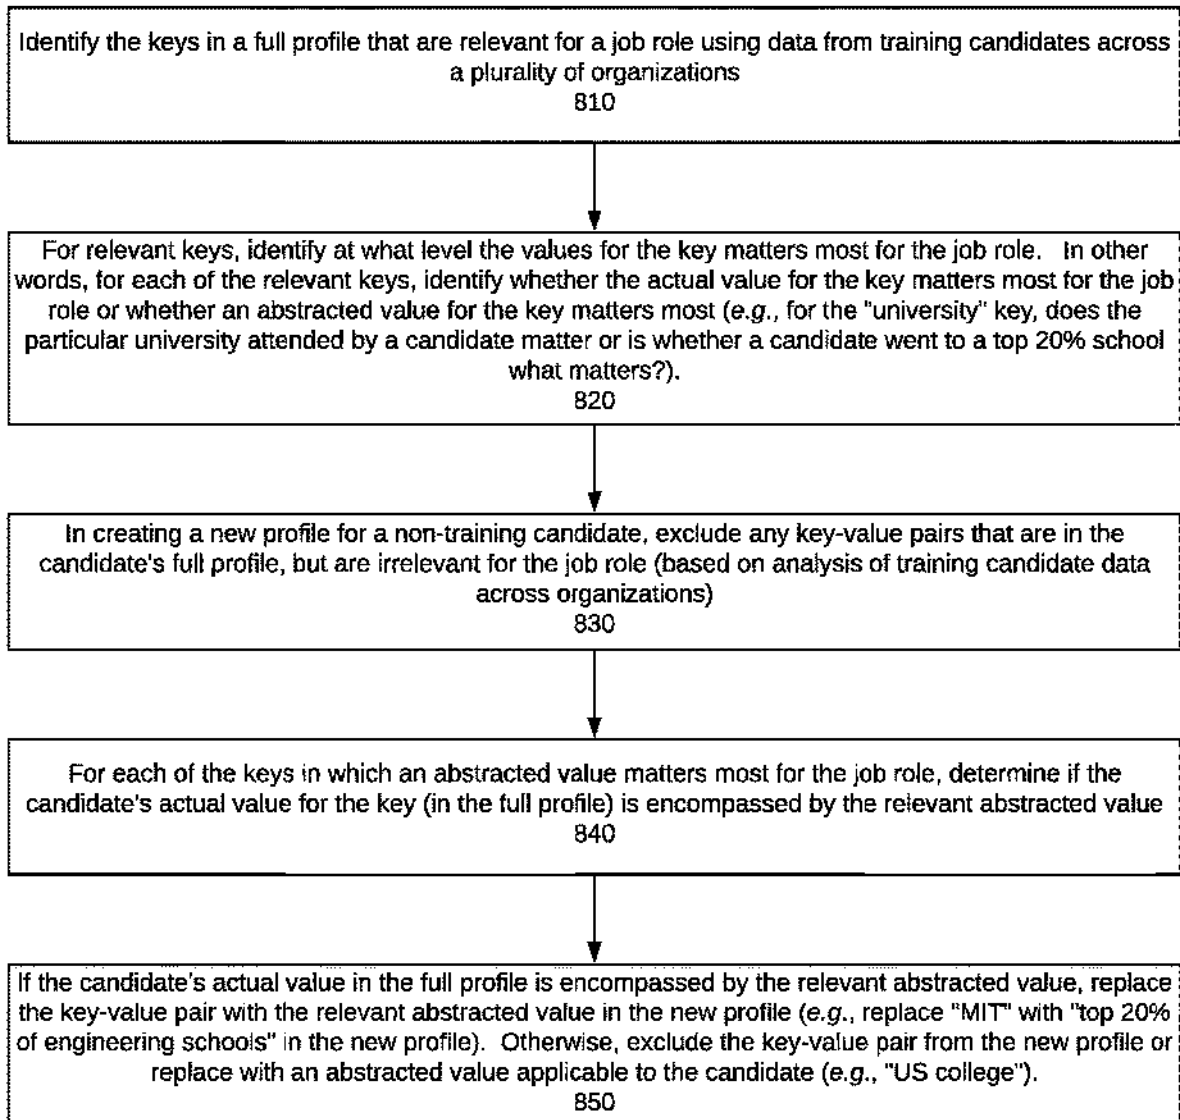 Identify the keys in a full profile that are relevant for a job role using data from training candidates across
a plurality of organizations
810
For relevant keys, identify at what level the values for the key matters most for the job role. In other
words, for each of the relevant keys, identify whether the actual value for the key matters most for the job
role or whether an abstracted value for the key matters most (e.g., for the "university" key, does the
particular university attended by a candidate matter or is whether a candidate went to a top 20% school
what matters?).
820
In creating a new profile for a non-training candidate, exclude any key-value pairs that are in the
candidate's full profile, but are irrelevant for the job role (based on analysis of training candidate data
across organizations)
830
For each of the keys in which an abstracted value matters most for the job role, determine if the
candidate's actual value for the key (in the full profile) is encompassed by the relevant abstracted value
840
If the candidate's actual value in the full profile is encompassed by the relevant abstracted value, replace
the key-value pair with the relevant abstracted value in the new profile (e.g., replace "MIT" with "top 20%
of engineering schools" in the new profile). Otherwise, exclude the key-value pair from the new profile or
replace with an abstracted value applicable to the candidate (e.g., "US college").
850